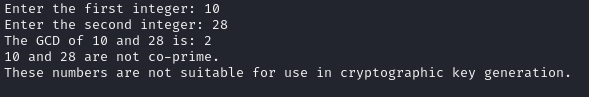 Enter the first integer: 10
Enter the second integer: 28
The GCD of 10 and 28 is: 2
10 and 28 are not co-prime.
These numbers are not suitable for use in cryptographic key generation.